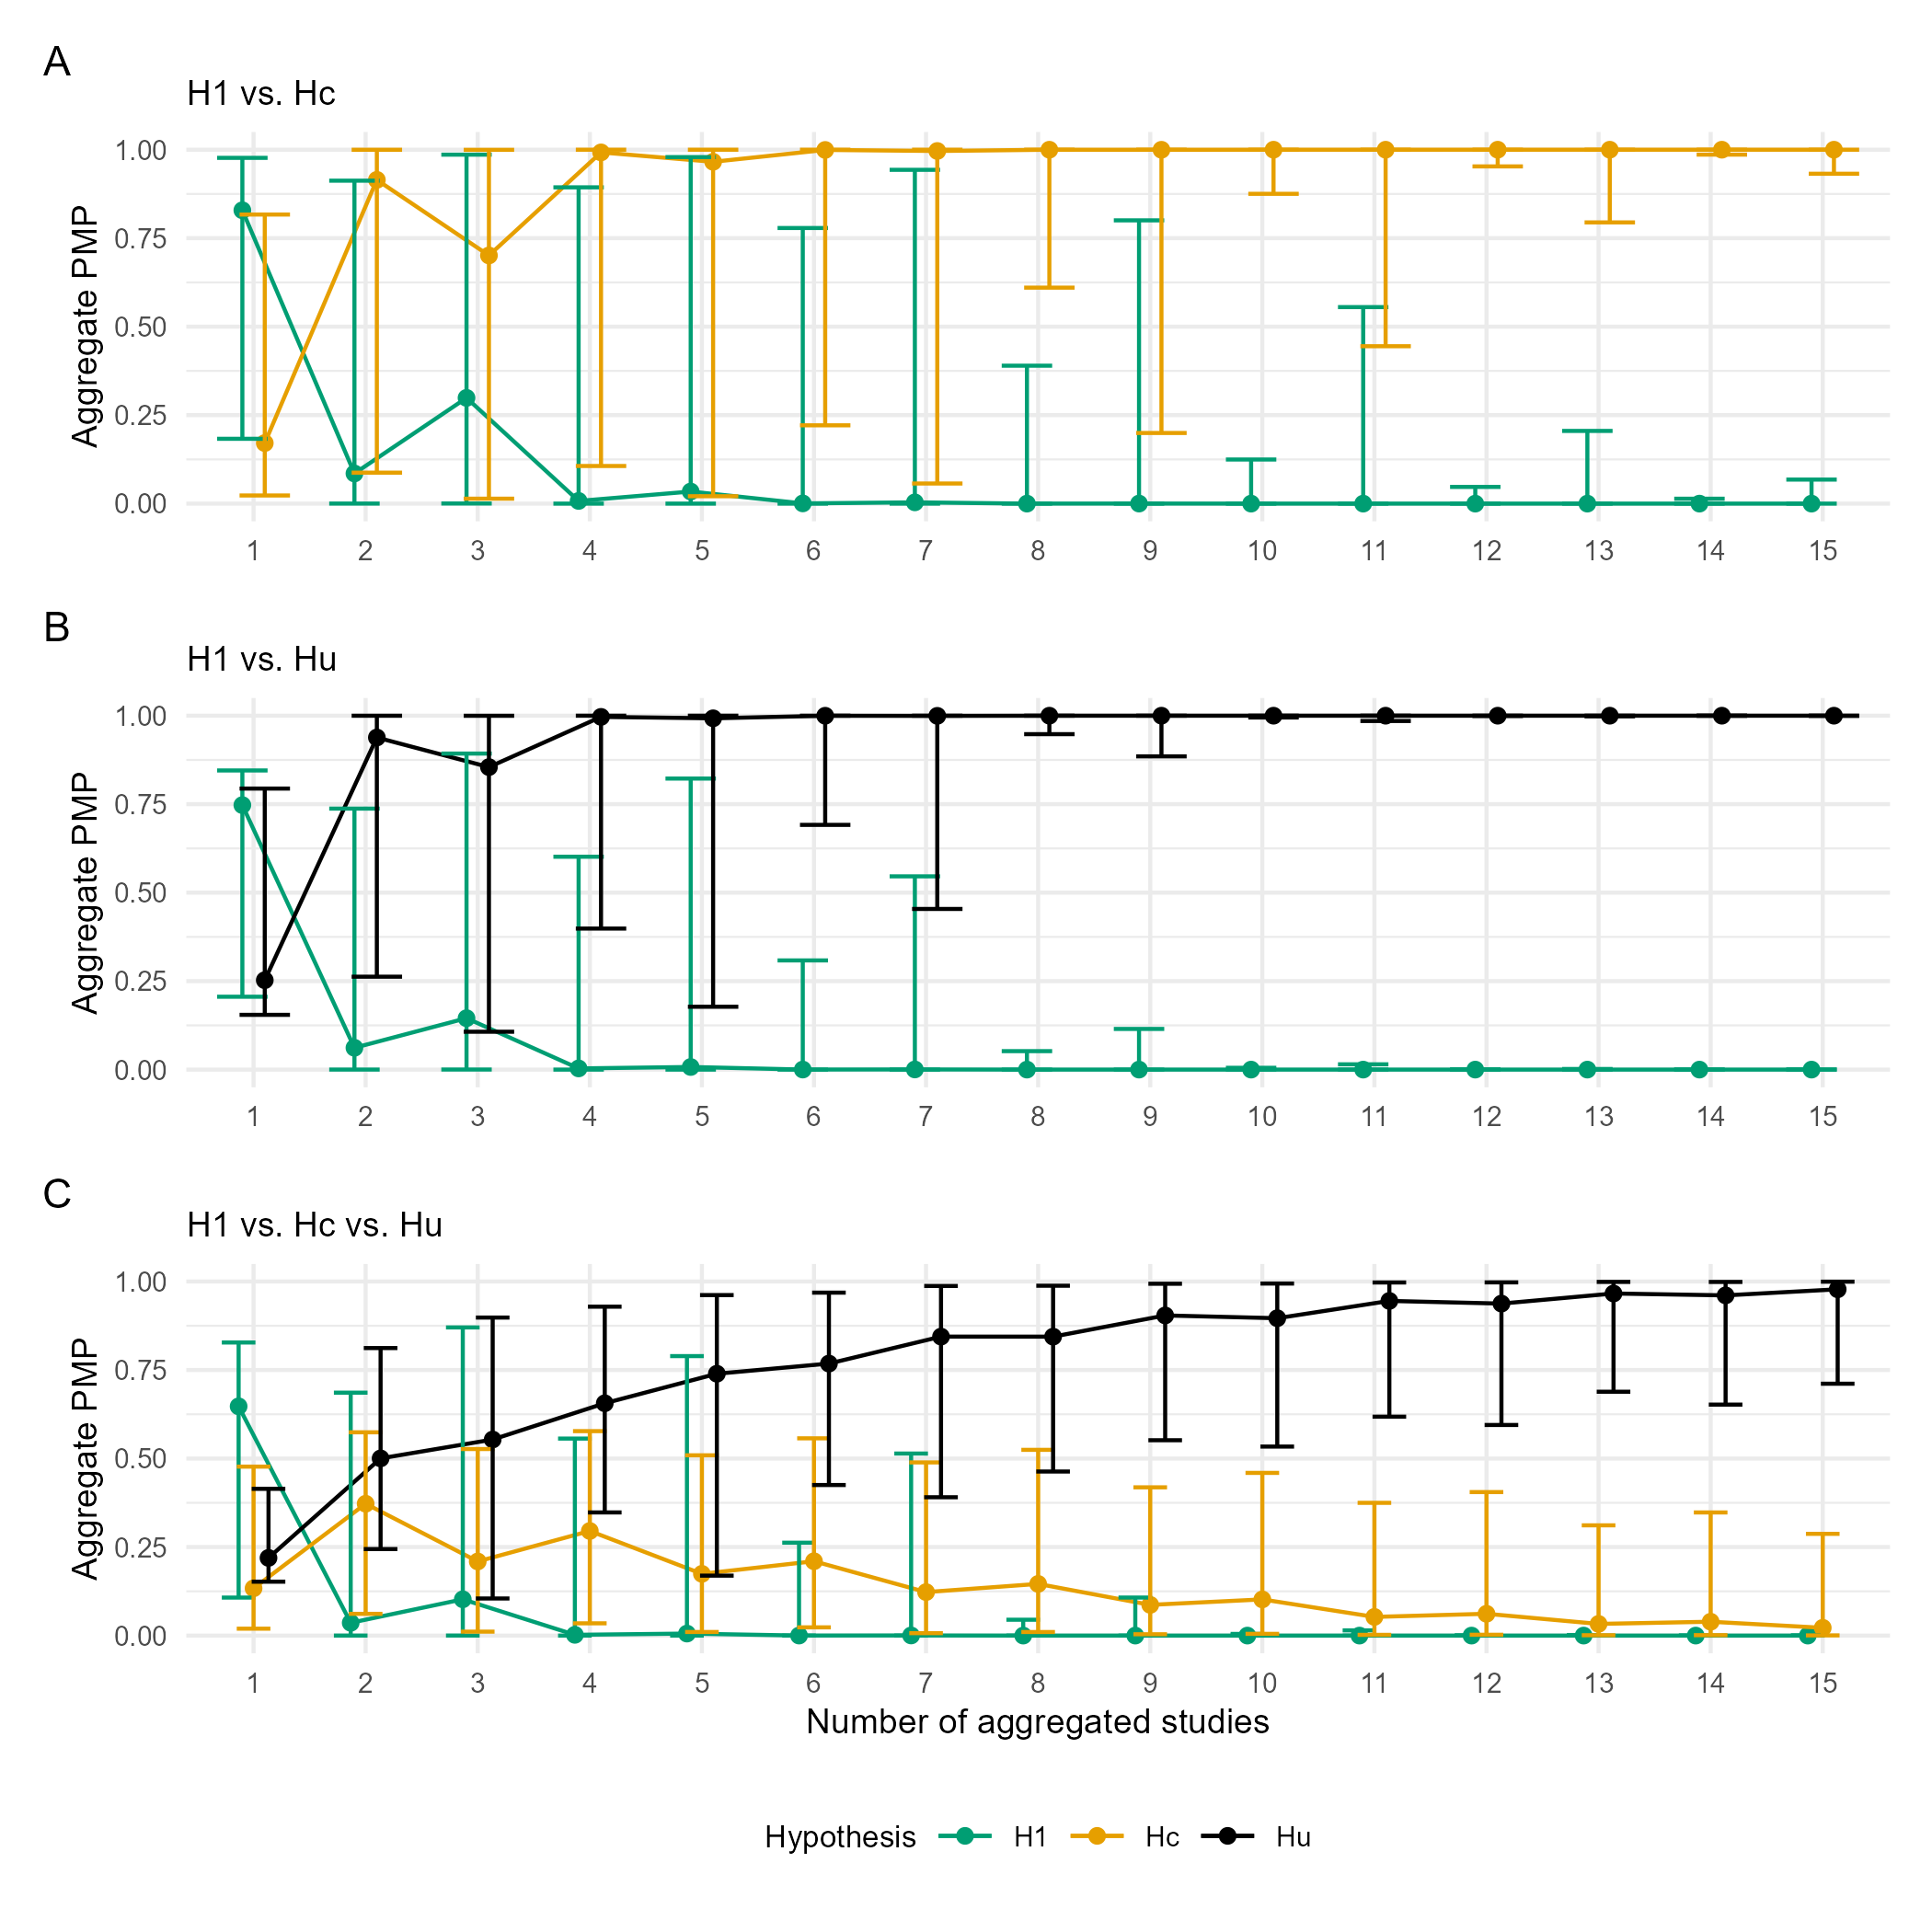 A
H1 vs. Hc
Aggregate PMP
1.00
0.75
0.50
0.25
0.00
1 2 3 4 5 6 7 8 9 10 11 12 13 14 15
B
H1 vs. Hu
Aggregate PMP
1.00
0.75
0.50
0.25
0.00
1 2 3 4 5 6 7 8 9 10 11 12 13 14 15
C
H1 vs. Hc vs. Hu
Aggregate PMP
1.00
0.75
0.50
0.25
0.00
1 2 3 4 5 6 7 8 9 10 11 12 13 14 15
Number of aggregated studies
Hypothesis H1 Hc Hu